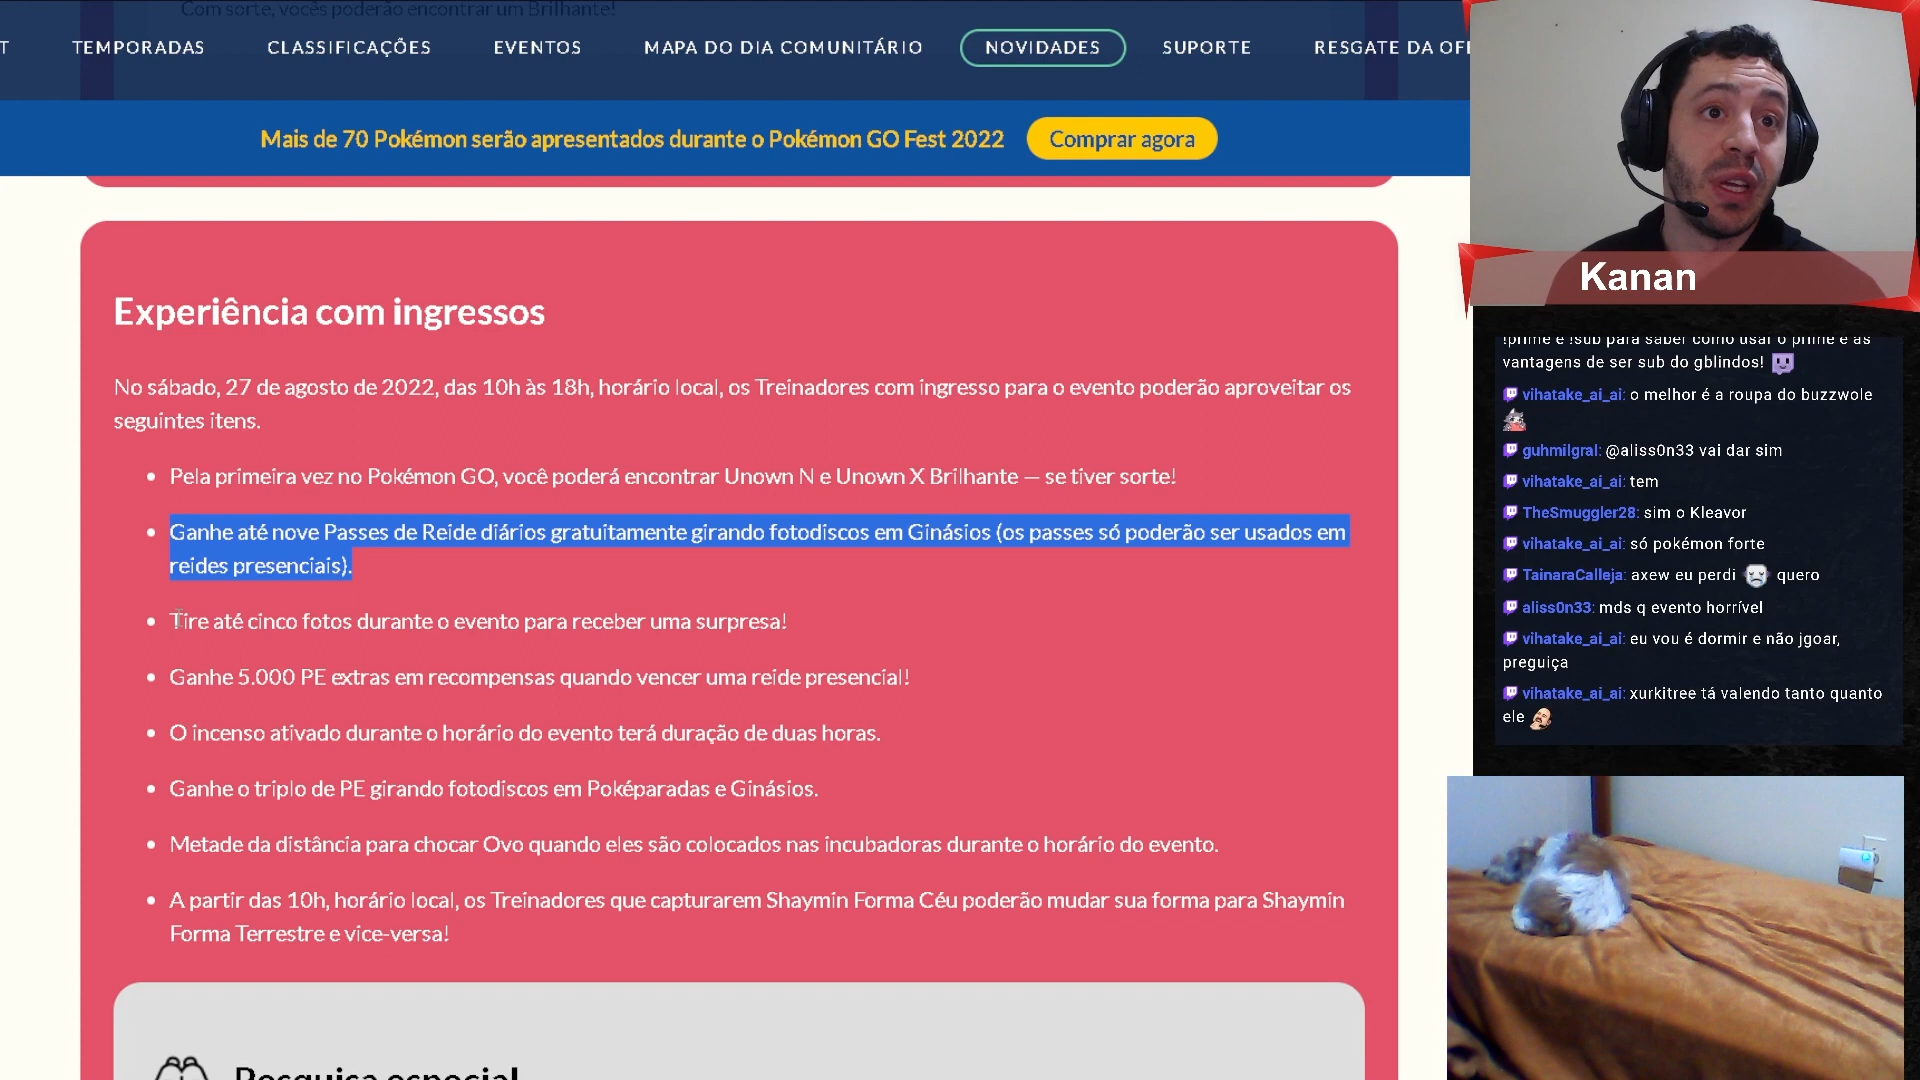 Com sorte, vocês poderão encontrar um Brilhante!
T TEMPORADAS CLASSIFICAÇÕES EVENTOS MAPA DO DIA COMUNITÁRIO NOVIDADES SUPORTE RESGATE DA OF
Mais de 70 Pokémon serão apresentados durante o Pokémon GO Fest 2022 Comprar agora
Experiência com ingressos
No sábado, 27 de agosto de 2022, das 10h às 18h, horário local, os Treinadores com ingresso para o evento poderão aproveitar os
seguintes itens.
• Pela primeira vez no Pokémon GO, você poderá encontrar Unown N e Unown X Brilhante — se tiver sorte!
• Ganhe até nove Passes de Reide diários gratuitamente girando fotodiscos em Ginásios (os passes só poderão ser usados em
reides presenciais).
• Tire até cinco fotos durante o evento para receber uma surpresa!
• Ganhe 5.000 PE extras em recompensas quando vencer uma reide presencial!
• O incenso ativado durante o horário do evento terá duração de duas horas.
• Ganhe o triplo de PE girando fotodiscos em Poképaradas e Ginásios.
• Metade da distância para chocar Ovo quando eles são colocados nas incubadoras durante o horário do evento.
• A partir das 10h, horário local, os Treinadores que capturarem Shaymin Forma Céu poderão mudar sua forma para Shaymin
Forma Terrestre e vice-versa!
Pesquisa especial
Kanan
!prime e !sub para saber como usar o prime e as
vantagens de ser sub do gblindos!
vihatake_ai_ai: o melhor é a roupa do buzzwole
guhmilgral: @aliss0n33 vai dar sim
vihatake_ai_ai: tem
TheSmuggler28: sim o Kleavor
vihatake_ai_ai: só pokémon forte
TainaraCalleja: axew eu perdi quero
aliss0n33: mds q evento horrível
vihatake_ai_ai: eu vou é dormir e não jgoar,
preguiça
vihatake_ai_ai: xurkitree tá valendo tanto quanto
ele